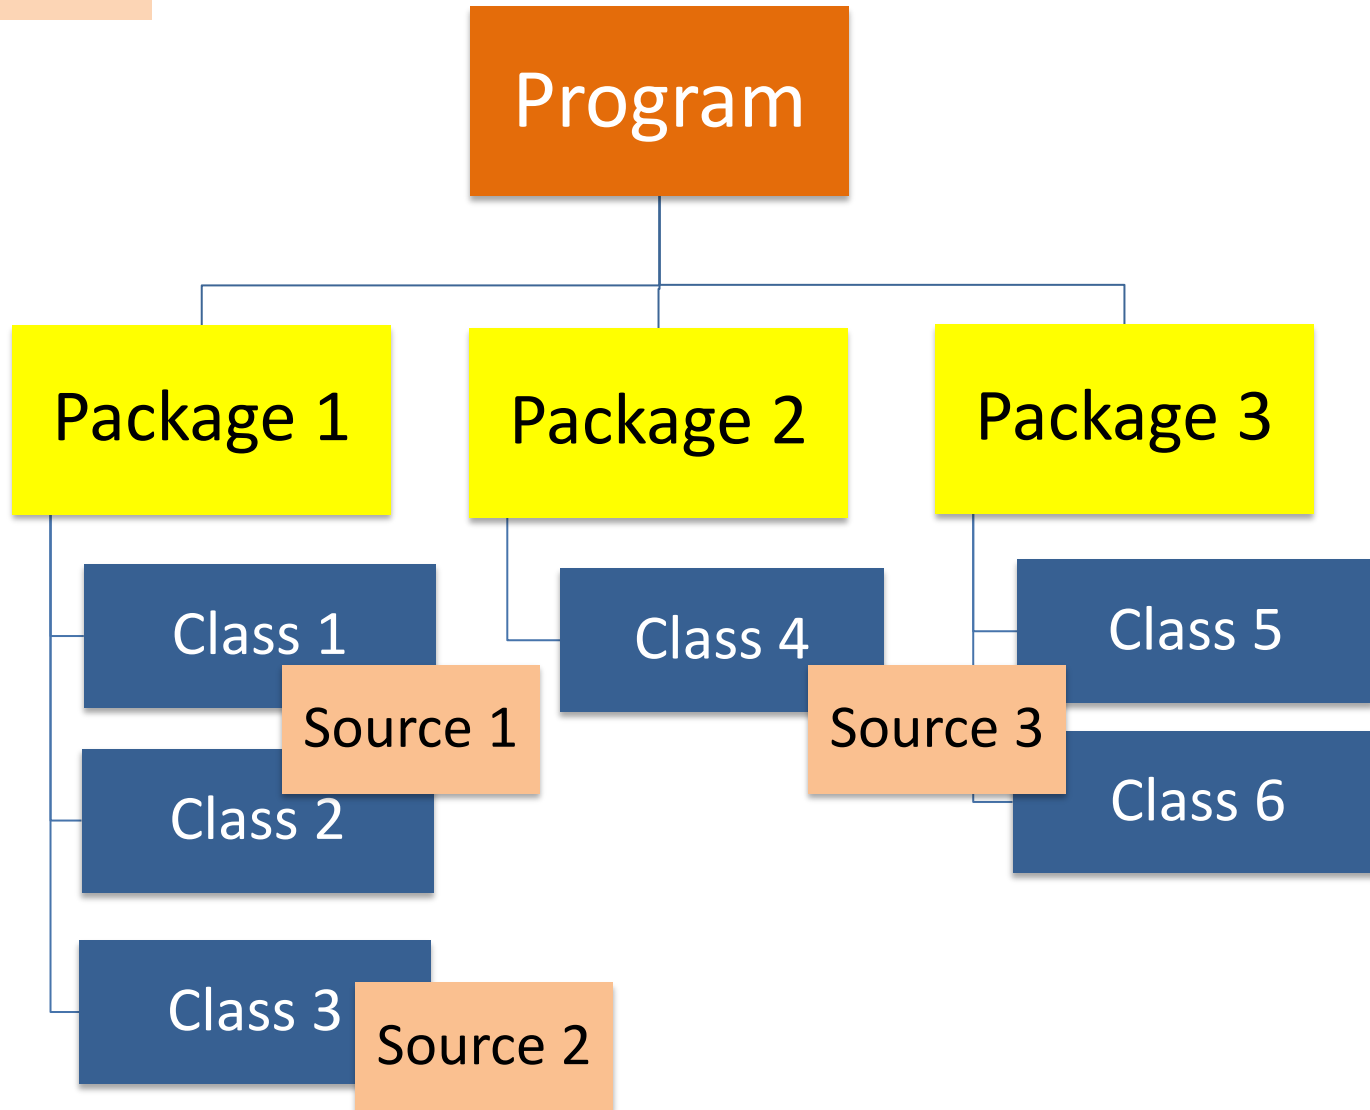 Program
Package 1
Package 2
Package 3
Class 1
Class 4
Class 5
Source 1
Source 3
Class 2
Class 6
Class 3
Source 2